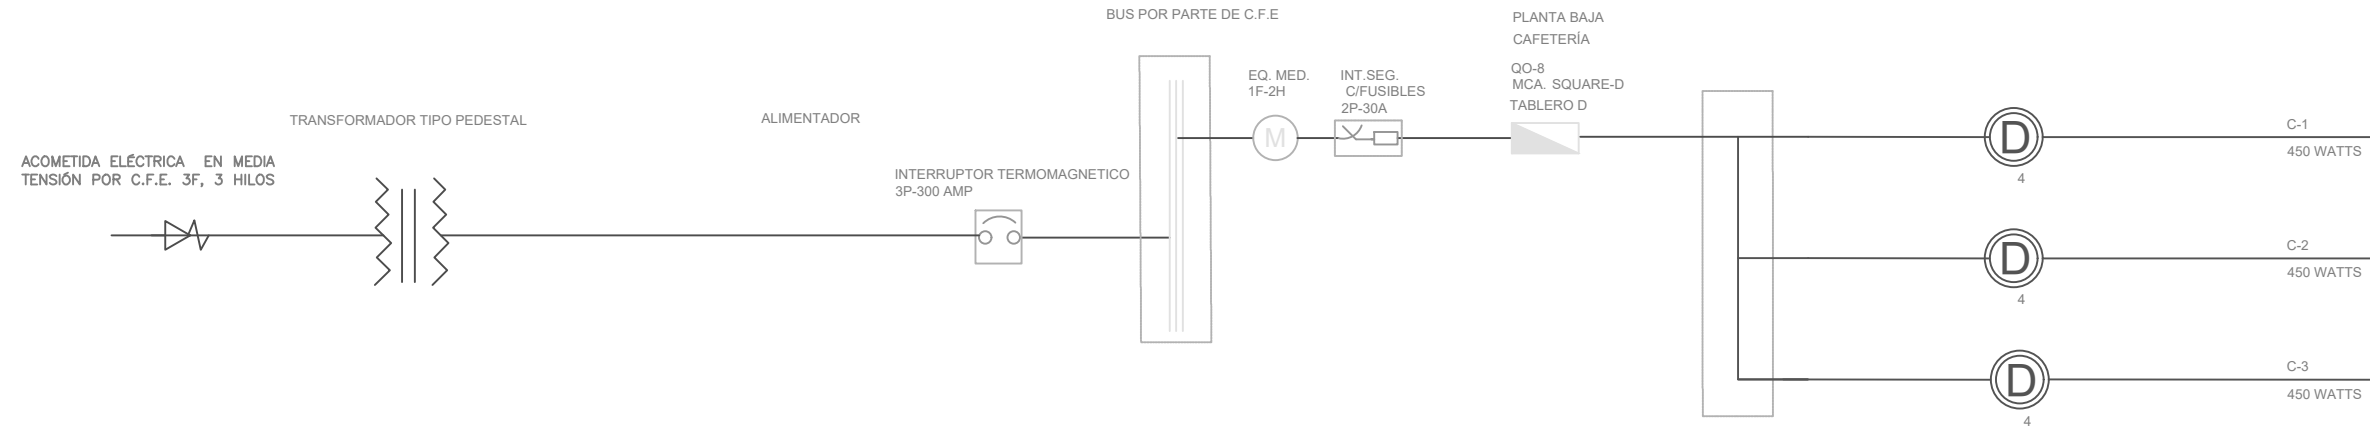 BUS POR PARTE DE C.F.E
PLANTA BAJA
CAFETERÍA
EQ. MED.
1F-2H
INT.SEG.
C/FUSIBLES
2P-30A
QO-8
MCA. SQUARE-D
TABLERO D
TRANSFORMADOR TIPO PEDESTAL
ALIMENTADOR
ACOMETIDA ELÉCTRICA EN MEDIA
TENSIÓN POR C.F.E. 3F, 3 HILOS
INTERRUPTOR TERMOMAGNETICO
3P-300 AMP
M
D
4
C-1
450 WATTS
D
4
C-2
450 WATTS
D
4
C-3
450 WATTS